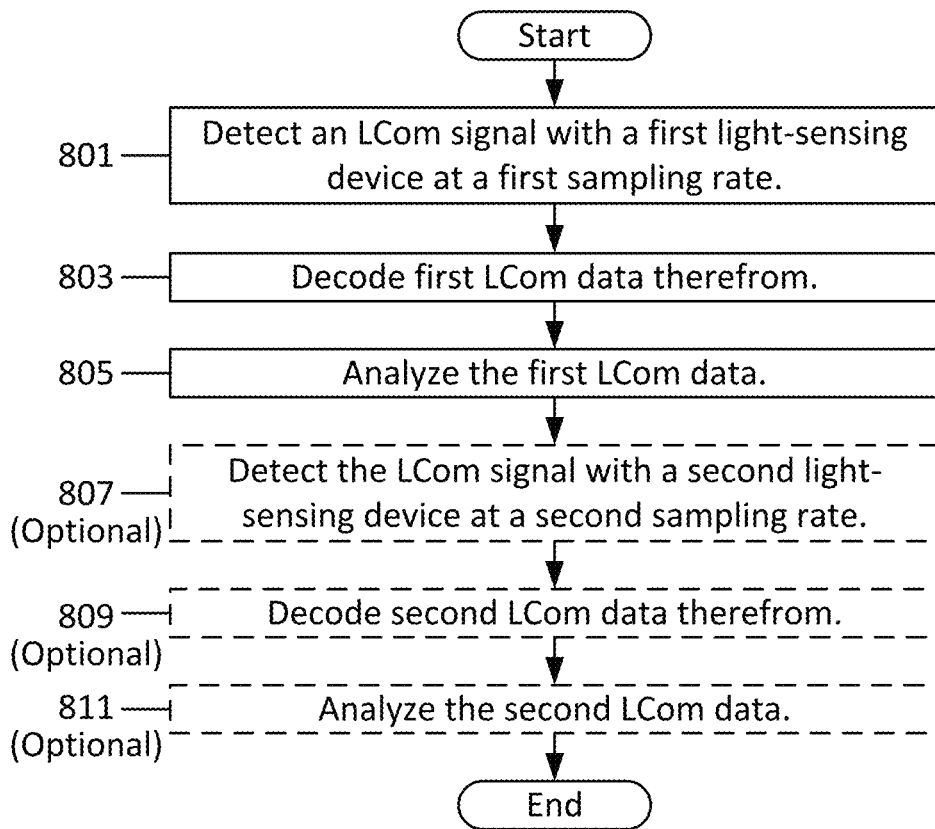 Start
801
Detect an LCom signal with a first light-sensing
device at a first sampling rate.
803
Decode first LCom data therefrom.
805
Analyze the first LCom data.
807
(Optional)
Detect the LCom signal with a second light-
sensing device at a second sampling rate.
809
(Optional)
Decode second LCom data therefrom.
811
(Optional)
Analyze the second LCom data.
End